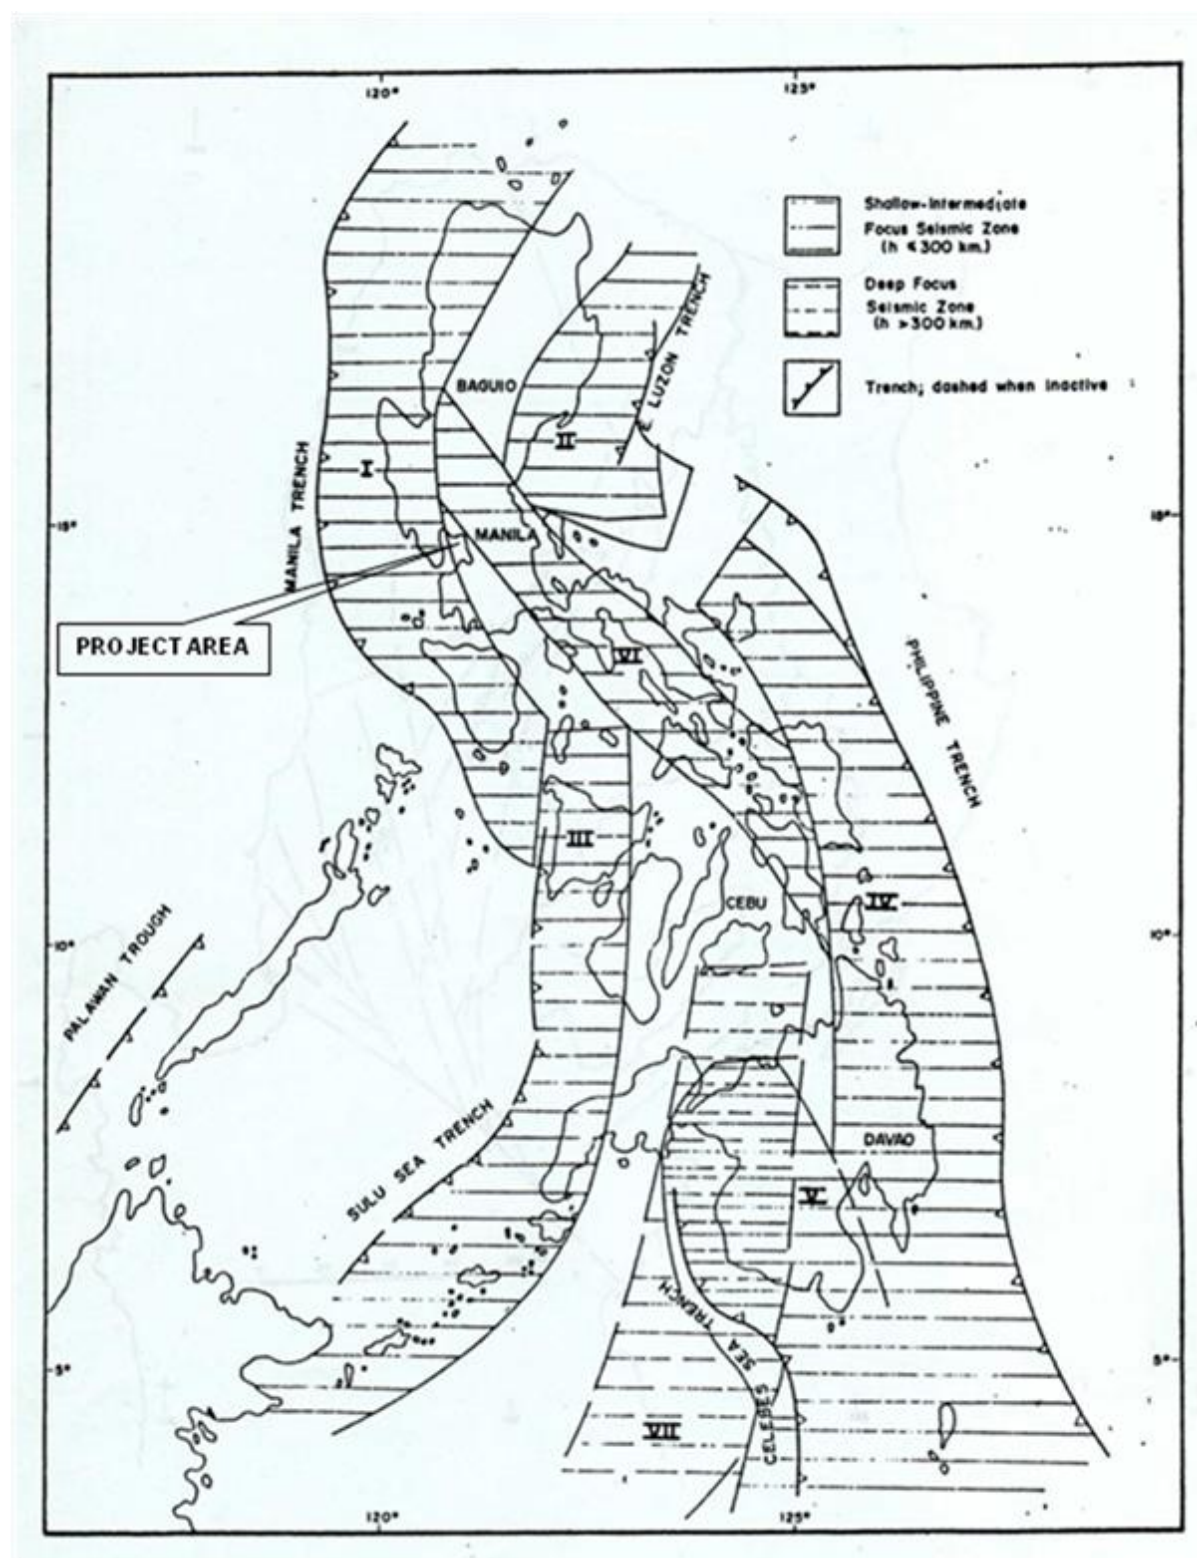 120°
125°
Shallow-Intermediate
Focus Seismic Zone
(h ≤300 km.)
Deep Focus
Seismic Zone
(h >300 km.)
Trench; dashed when inactive
BAGUIO
E LUZON TRENCH
II
I
MANILA TRENCH
15°
MANILA
15°
PROJECT AREA
VI
PHILIPPINE TRENCH
III
CEBU
IV
10°
10°
PALAWAN TROUGH
SULU SEA TRENCH
DAVAO
V
CELEBES SEA TRENCH
5°
5°
VII
120°
125°